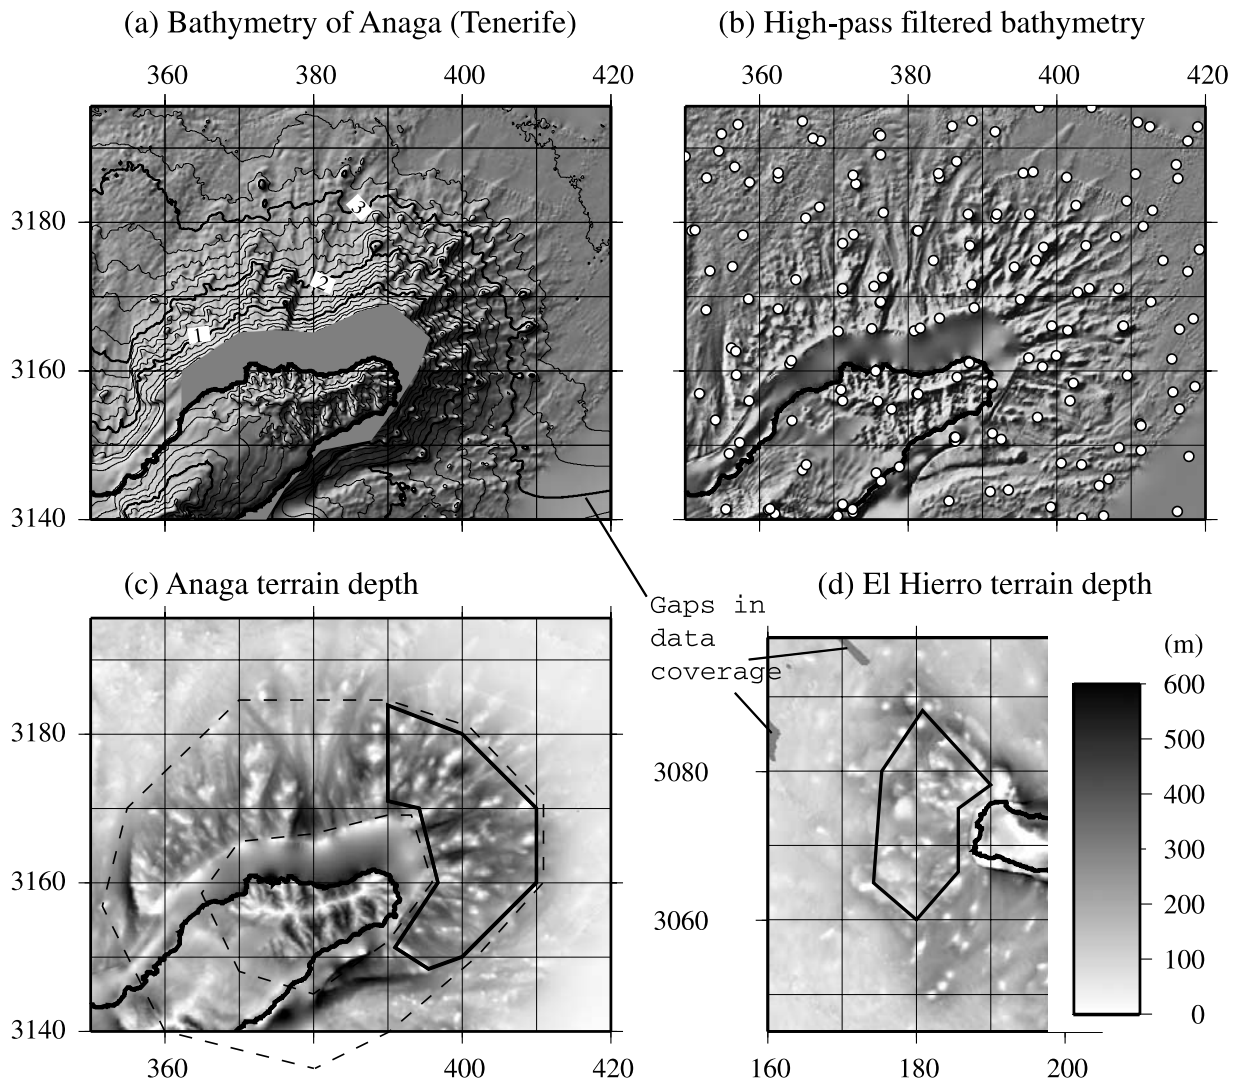 (a) Bathymetry of Anaga (Tenerife)
(b) High-pass filtered bathymetry
360 380 400 420
360 380 400 420
3180
3160
3140
3
2
1
(c) Anaga terrain depth
(d) El Hierro terrain depth
Gaps in
data
coverage
(m)
600
500
400
300
200
100
0
3180
3160
3140
360 380 400 420
3080
3060
160 180 200